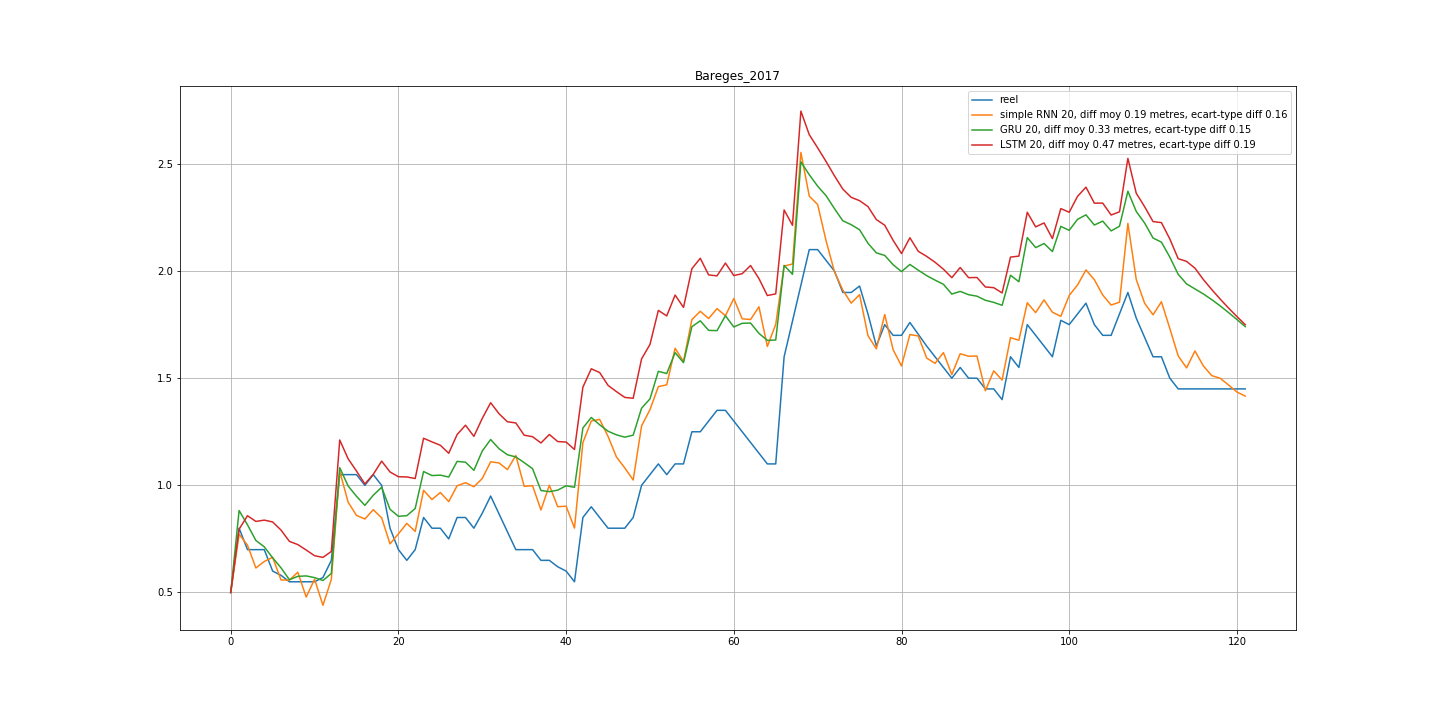 Bareges_2017
reel
simple RNN 20, diff moy 0.19 metres, ecart-type diff 0.16
GRU 20, diff moy 0.33 metres, ecart-type diff 0.15
LSTM 20, diff moy 0.47 metres, ecart-type diff 0.19
2.5
2.0
1.5
1.0
0.5
0 20 40 60 80 100 120